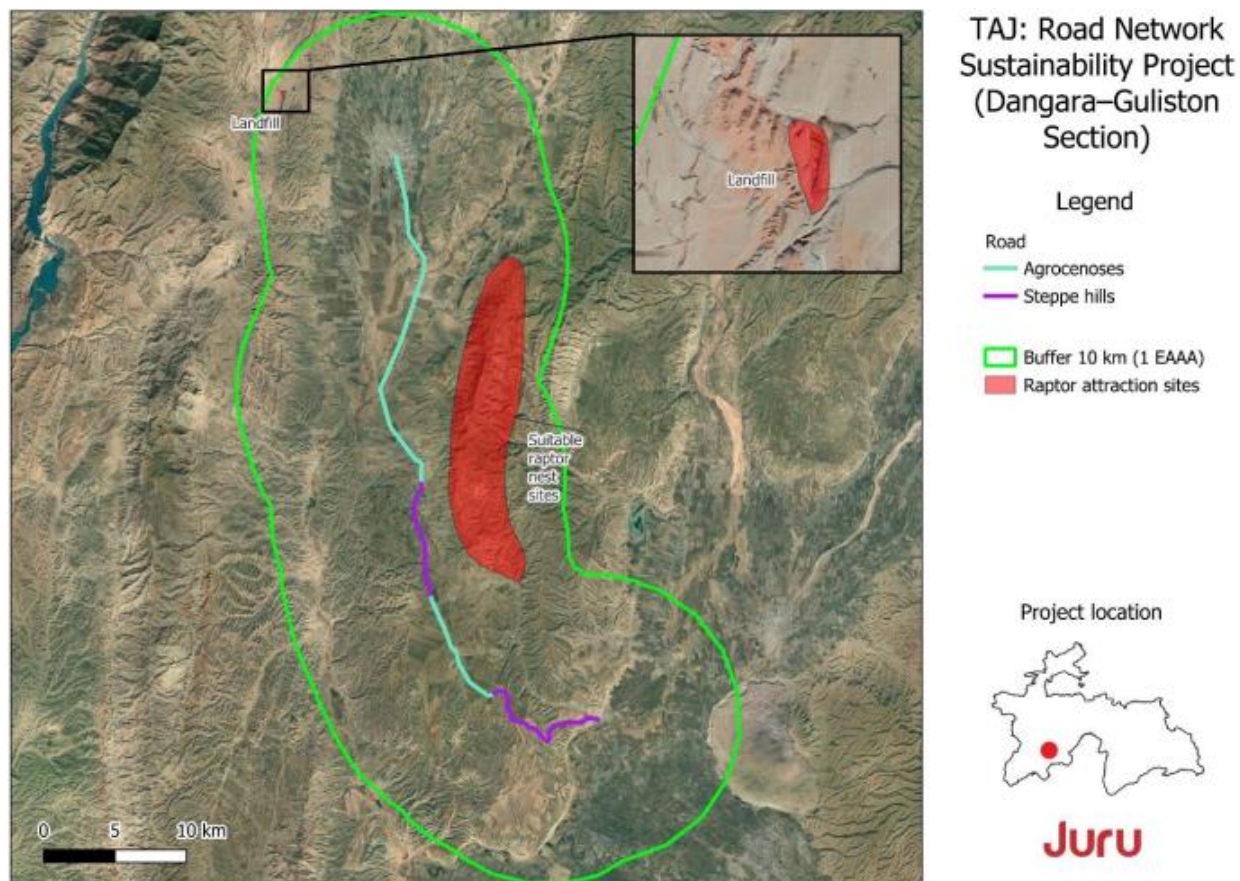 TAJ: Road Network
Sustainability Project
(Dangara–Guliston
Section)
Legend
Road
Agrocenoses
Steppe hills
Buffer 10 km (1 EAAA)
Raptor attraction sites
Project location
Juru
Landfill
Landfill
Suitable
raptor
nest
sites
0 5 10 km